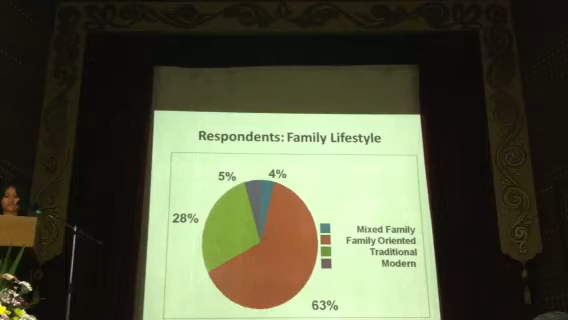 Respondents: Family Lifestyle
5%
4%
28%
63%
Mixed Family
Family Oriented
Traditional
Modern